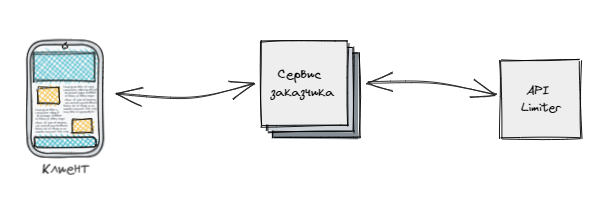 Сервис
заказчика
API
Limiter
Клиент